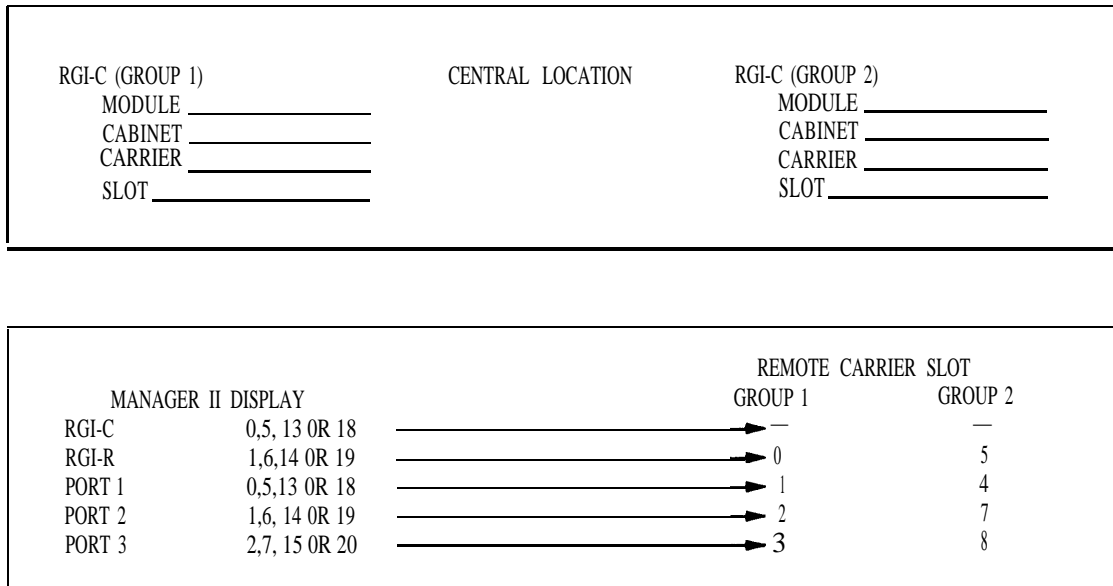 RGI-C (GROUP 1) CENTRAL LOCATION RGI-C (GROUP 2)
MODULE MODULE
CABINET CABINET
CARRIER CARRIER
SLOT SLOT
REMOTE CARRIER SLOT
MANAGER II DISPLAY GROUP 1 GROUP 2
RGI-C 0,5, 13 0R 18 — —
RGI-R 1,6,14 0R 19 0 5
PORT 1 0,5,13 0R 18 1 4
PORT 2 1,6, 14 0R 19 2 7
PORT 3 2,7, 15 0R 20 3 8